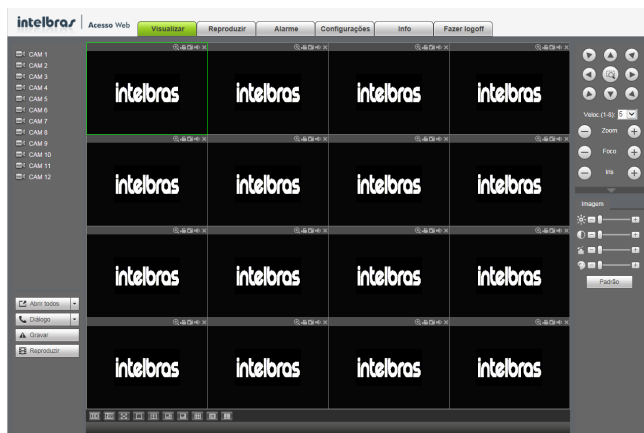 intelbras Acesso Web Visualizar Reproduzir Alarme Configurações Info Fazer logoff
CAM 1
CAM 2
CAM 3
CAM 4
CAM 5
CAM 6
CAM 7
CAM 8
CAM 9
CAM 10
CAM 11
CAM 12
Abrir todos
Diálogo
Gravar
Reproduzir
intelbras intelbras intelbras intelbras
intelbras intelbras intelbras intelbras
intelbras intelbras intelbras intelbras
intelbras intelbras intelbras intelbras
Veloc.(1-8): 5
Zoom
Foco
Iris
Imagem
Padrão